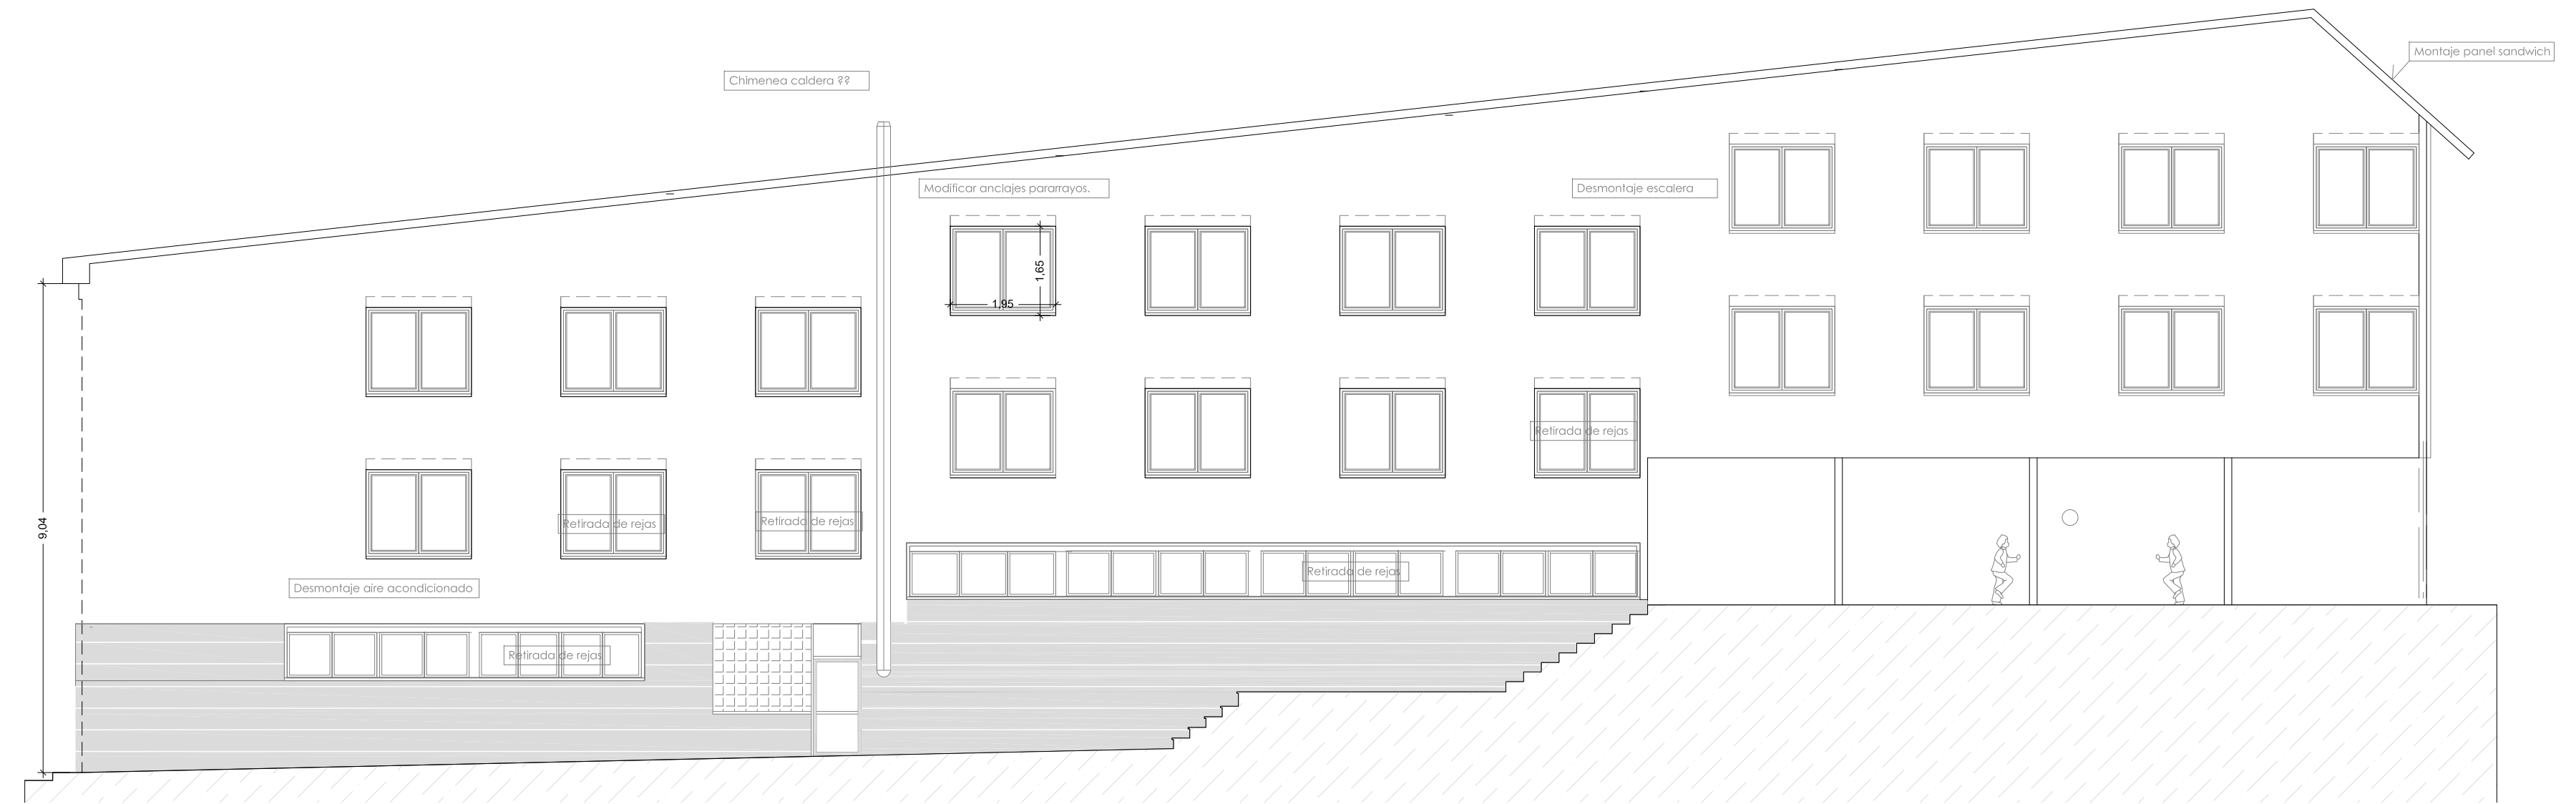 Montaje panel sandwich
Chimenea caldera ??
Modificar anclajes pararrayos.
Desmontaje escalera
1,65
1,95
Retirada de rejas
9,04
Retirada de rejas
Retirada de rejas
Retirada de rejas
Desmontaje aire acondicionado
Retirada de rejas